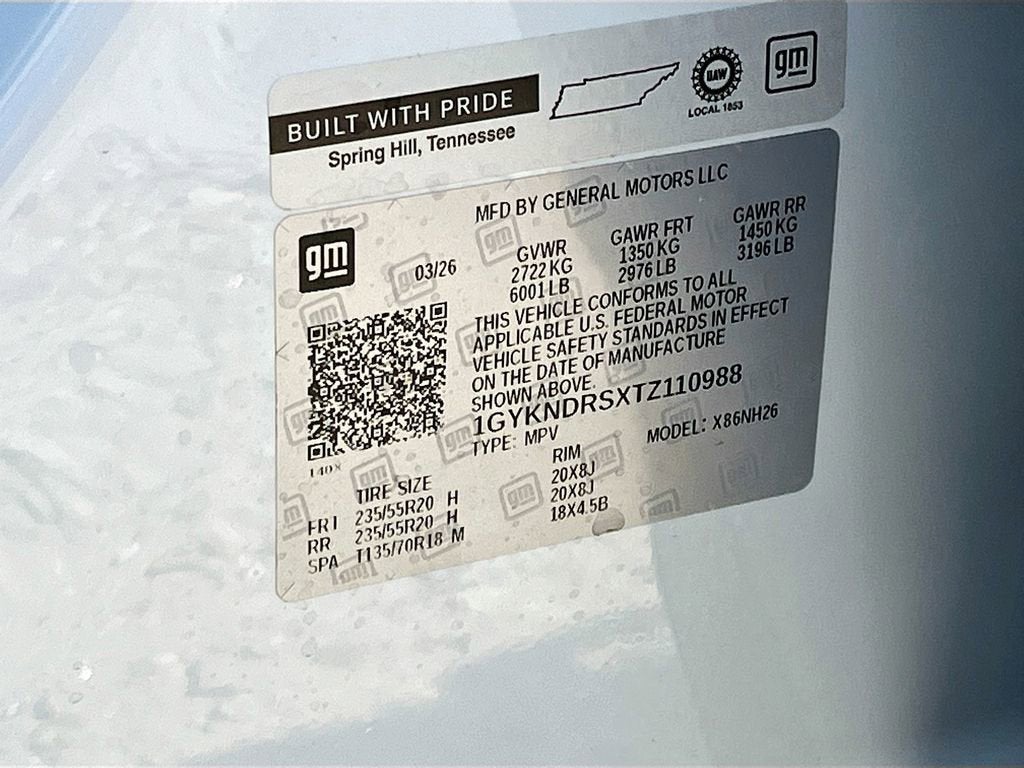 BUILT WITH PRIDE
Spring Hill, Tennessee
UAW
LOCAL 1853
gm
MFD BY GENERAL MOTORS LLC
gm
03/26
GVWR GAWR FRT GAWR RR
2722 KG 1350 KG 1450 KG
6001 LB 2976 LB 3196 LB
THIS VEHICLE CONFORMS TO ALL
APPLICABLE U.S. FEDERAL MOTOR
VEHICLE SAFETY STANDARDS IN EFFECT
ON THE DATE OF MANUFACTURE
SHOWN ABOVE.
1GYKNDRSXTZ110988
TYPE: MPV MODEL: X86NH26
140X
TIRE SIZE RIM
FRT 235/55R20 H 20X8J
RR 235/55R20 H 20X8J
SPA T135/70R18 M 18X4.5B